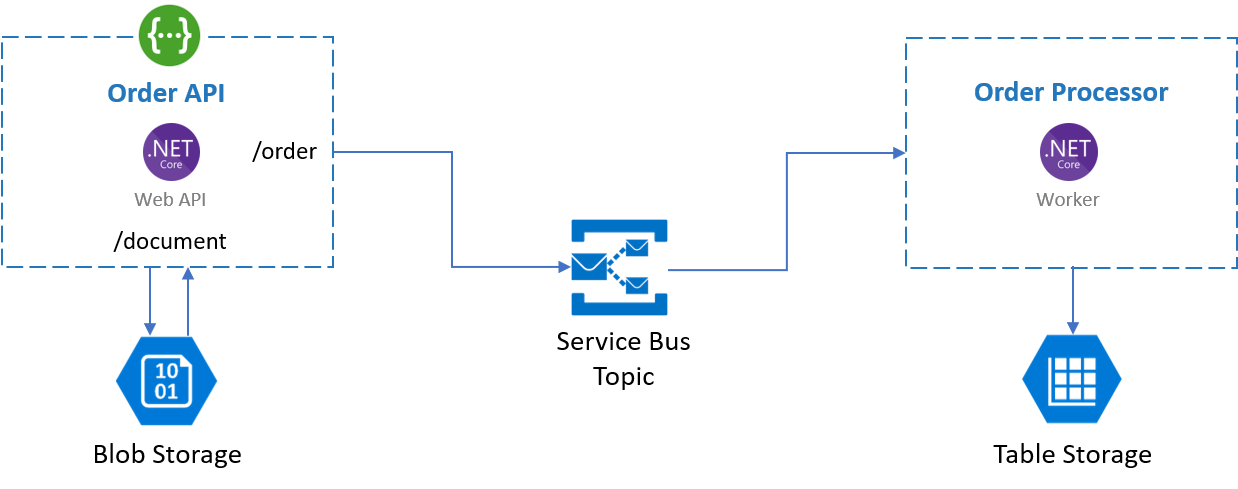 Order API
.NET
Core
/order
Web API
/document
10
01
Blob Storage
Service Bus
Topic
Order Processor
.NET
Core
Worker
Table Storage